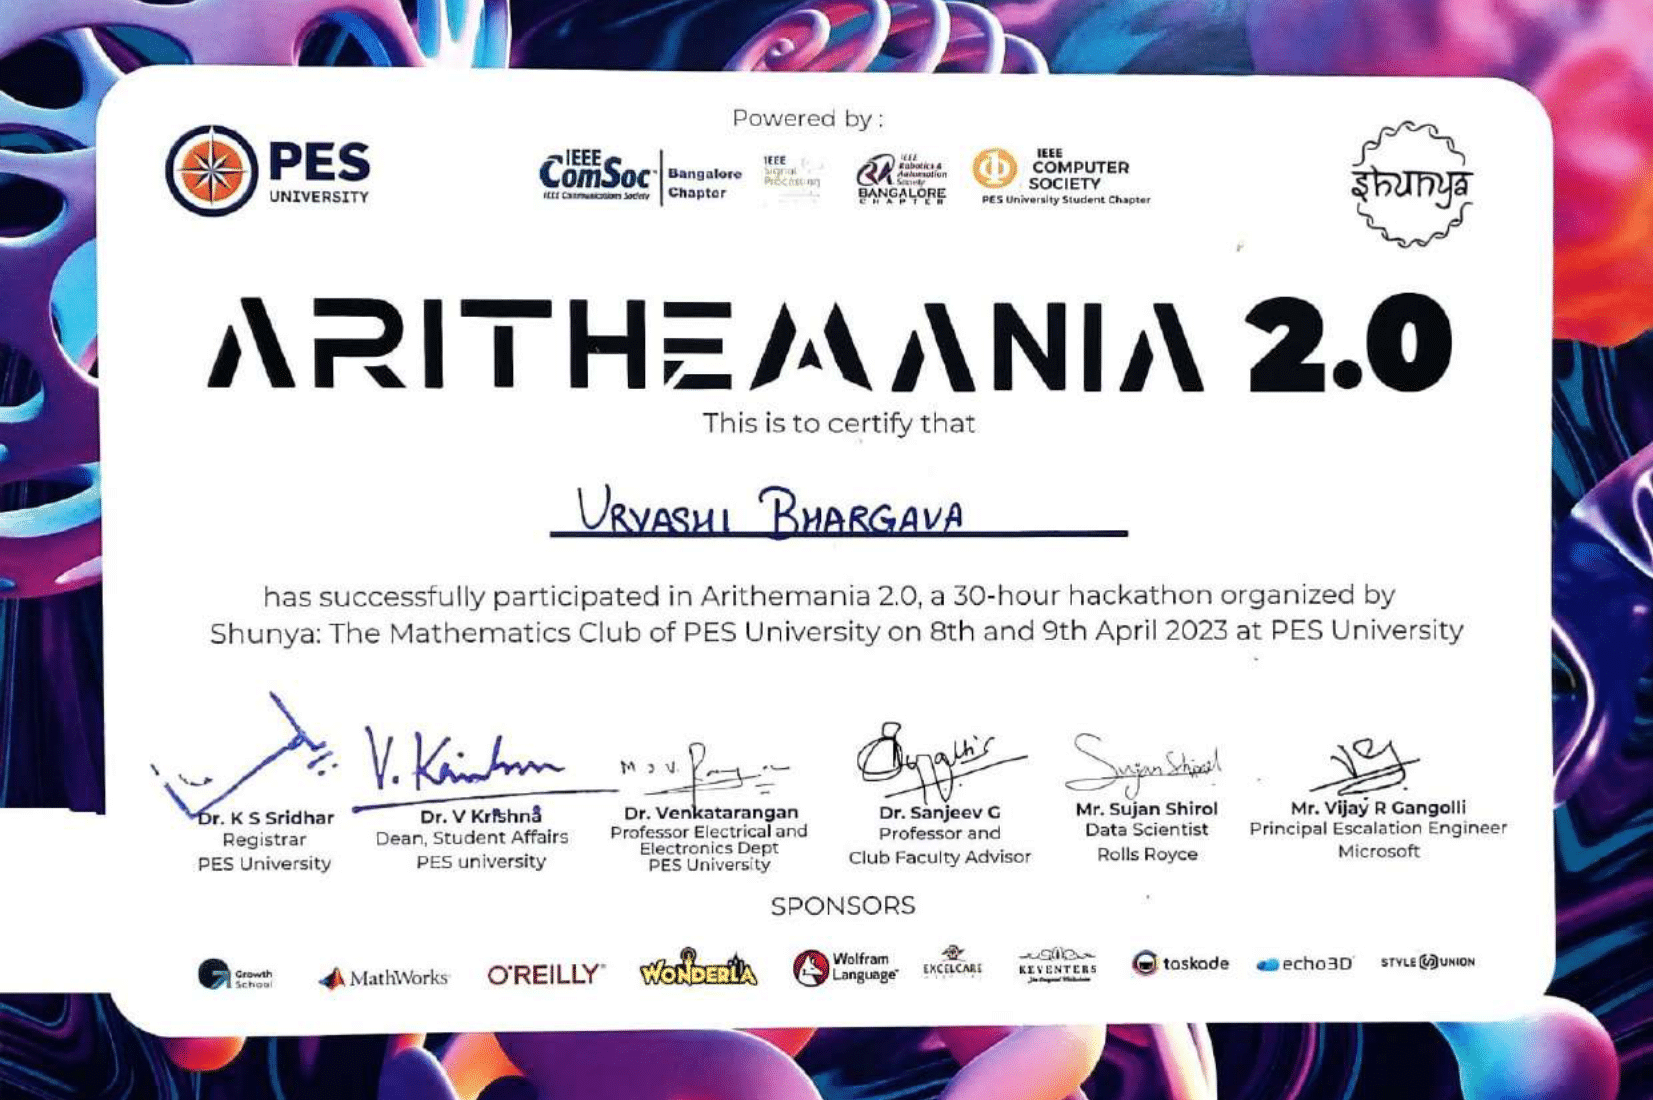 Powered by :
PES
UNIVERSITY
IEEE
ComSoc
IEEE Communications Society
Bangalore
Chapter
IEEE
Signal
Processing
IEEE
Robotics &
Automation
Society
BANGALORE
CHAPTER
IEEE
COMPUTER
SOCIETY
PES University Student Chapter
shunya
ARITHEMANIA 2.0
This is to certify that
URVASHI BHARGAVA
has successfully participated in Arithemania 2.0, a 30-hour hackathon organized by
Shunya: The Mathematics Club of PES University on 8th and 9th April 2023 at PES University
V. Krishna
Sujan Shirol
Dr. K S Sridhar
Registrar
PES University
Dr. V Krishna
Dean, Student Affairs
PES university
Dr. Venkatarangan
Professor Electrical and
Electronics Dept
PES University
Dr. Sanjeev G
Professor and
Club Faculty Advisor
Mr. Sujan Shirol
Data Scientist
Rolls Royce
Mr. Vijay R Gangolli
Principal Escalation Engineer
Microsoft
SPONSORS
Growth
School
MathWorks
O'REILLY
WONDERLA
Wolfram
Language
EXCELCARE
KEVENTERS
taskade
echo3D
STYLE UNION